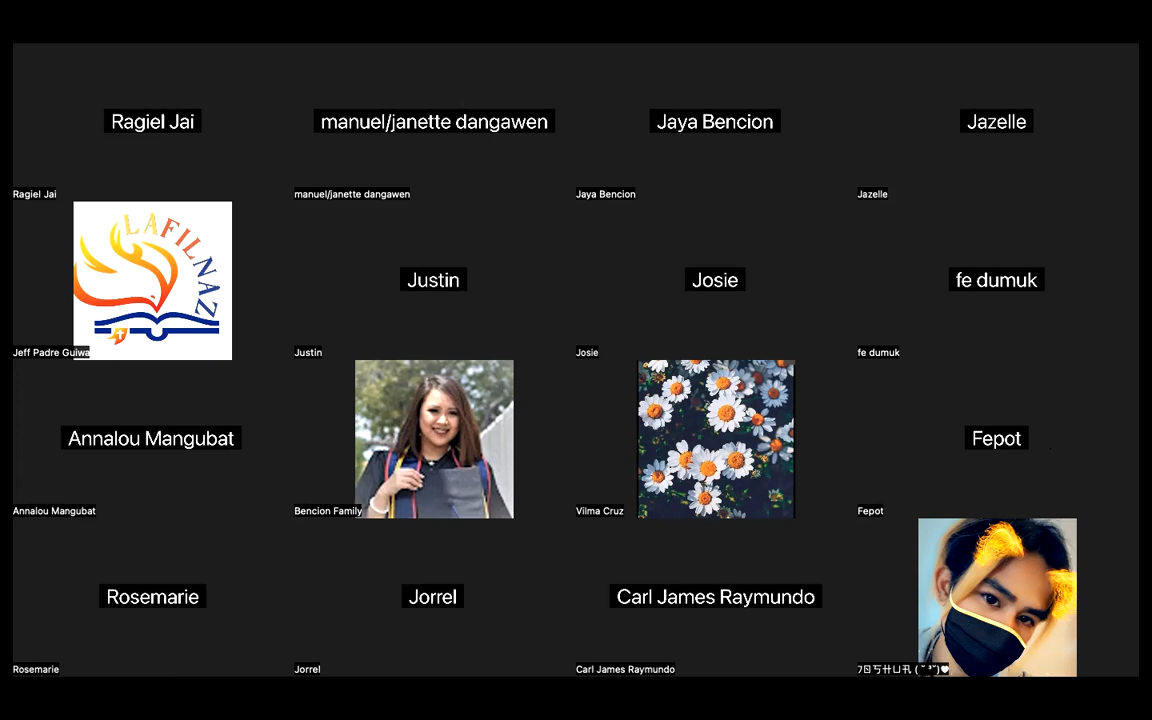 Ragiel Jai
manuel/janette dangawen
Jaya Bencion
Jazelle
Ragiel Jai
manuel/janette dangawen
Jaya Bencion
Jazelle
LAFILNAZ
Justin
Josie
fe dumuk
Jeff Padre Guiwa
Justin
Josie
fe dumuk
Annalou Mangubat
Fepot
Annalou Mangubat
Bencion Family
Vilma Cruz
Fepot
Rosemarie
Jorrel
Carl James Raymundo
Rosemarie
Jorrel
Carl James Raymundo